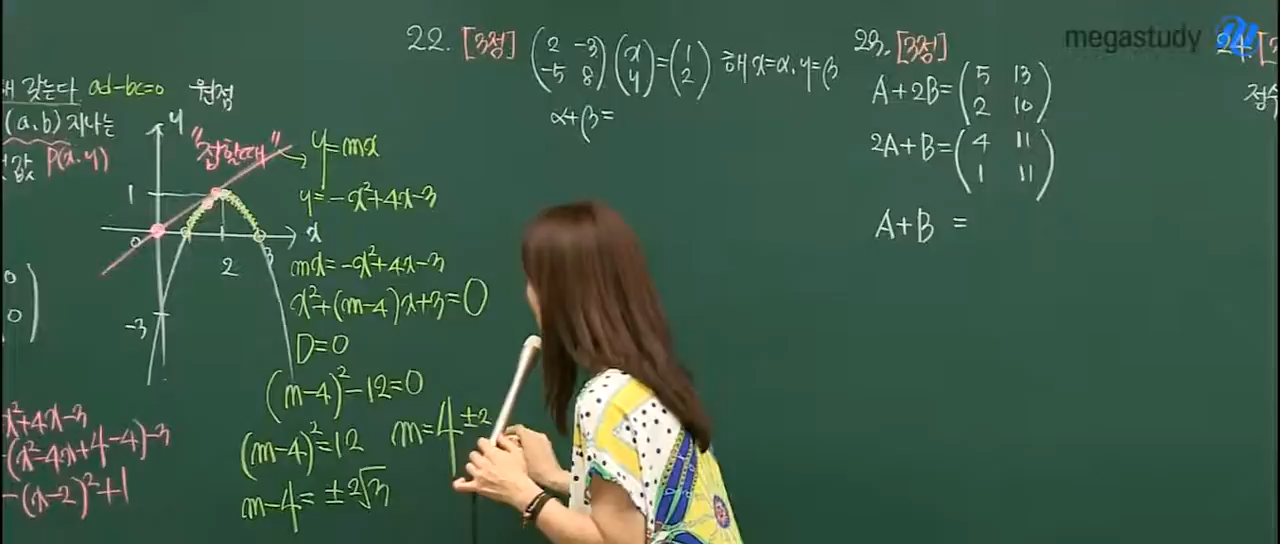 22. [3점] (2 -3 / -5 8)(x / y)=(1 / 2) 해 x=α, y=β
α+β=
23. [3점]
A+2B=(5 13 / 2 10)
2A+B=(4 11 / 1 11)
A+B =
24. [
megastudy
갖는다 ad-bc=0 원점
(a,b) 지나는
P(x,y)
y
"접할때"
y=mx
y=-x²+4x-3
1
0
2
3
x
-3
mx=-x²+4x-3
x²+(m-4)x+3=0
D=0
(m-4)²-12=0
(m-4)²=12
m-4=±2√3
m=4±2
0
0
x²+4x-3
-(x²-4x+4-4)-3
-(x-2)²+1